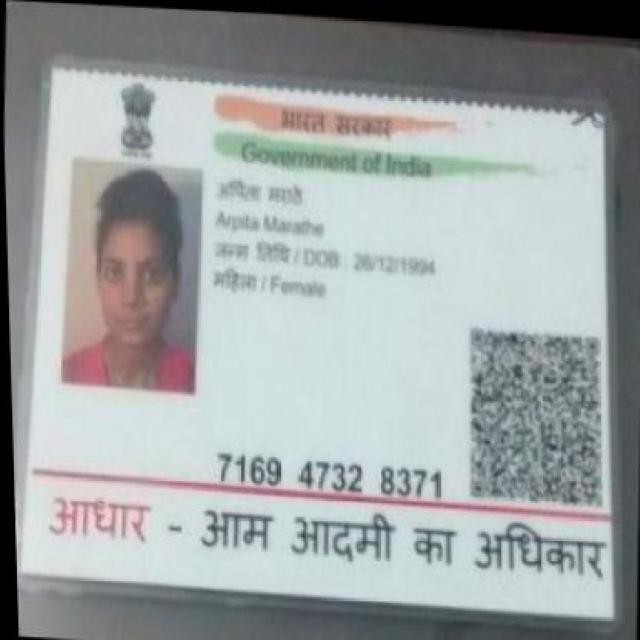 भारत सरकार
Government of India
अर्पिता मराठे
Arpita Marathe
जन्म तिथि / DOB : 26/12/1994
महिला / Female
7169 4732 8371
आधार - आम आदमी का अधिकार